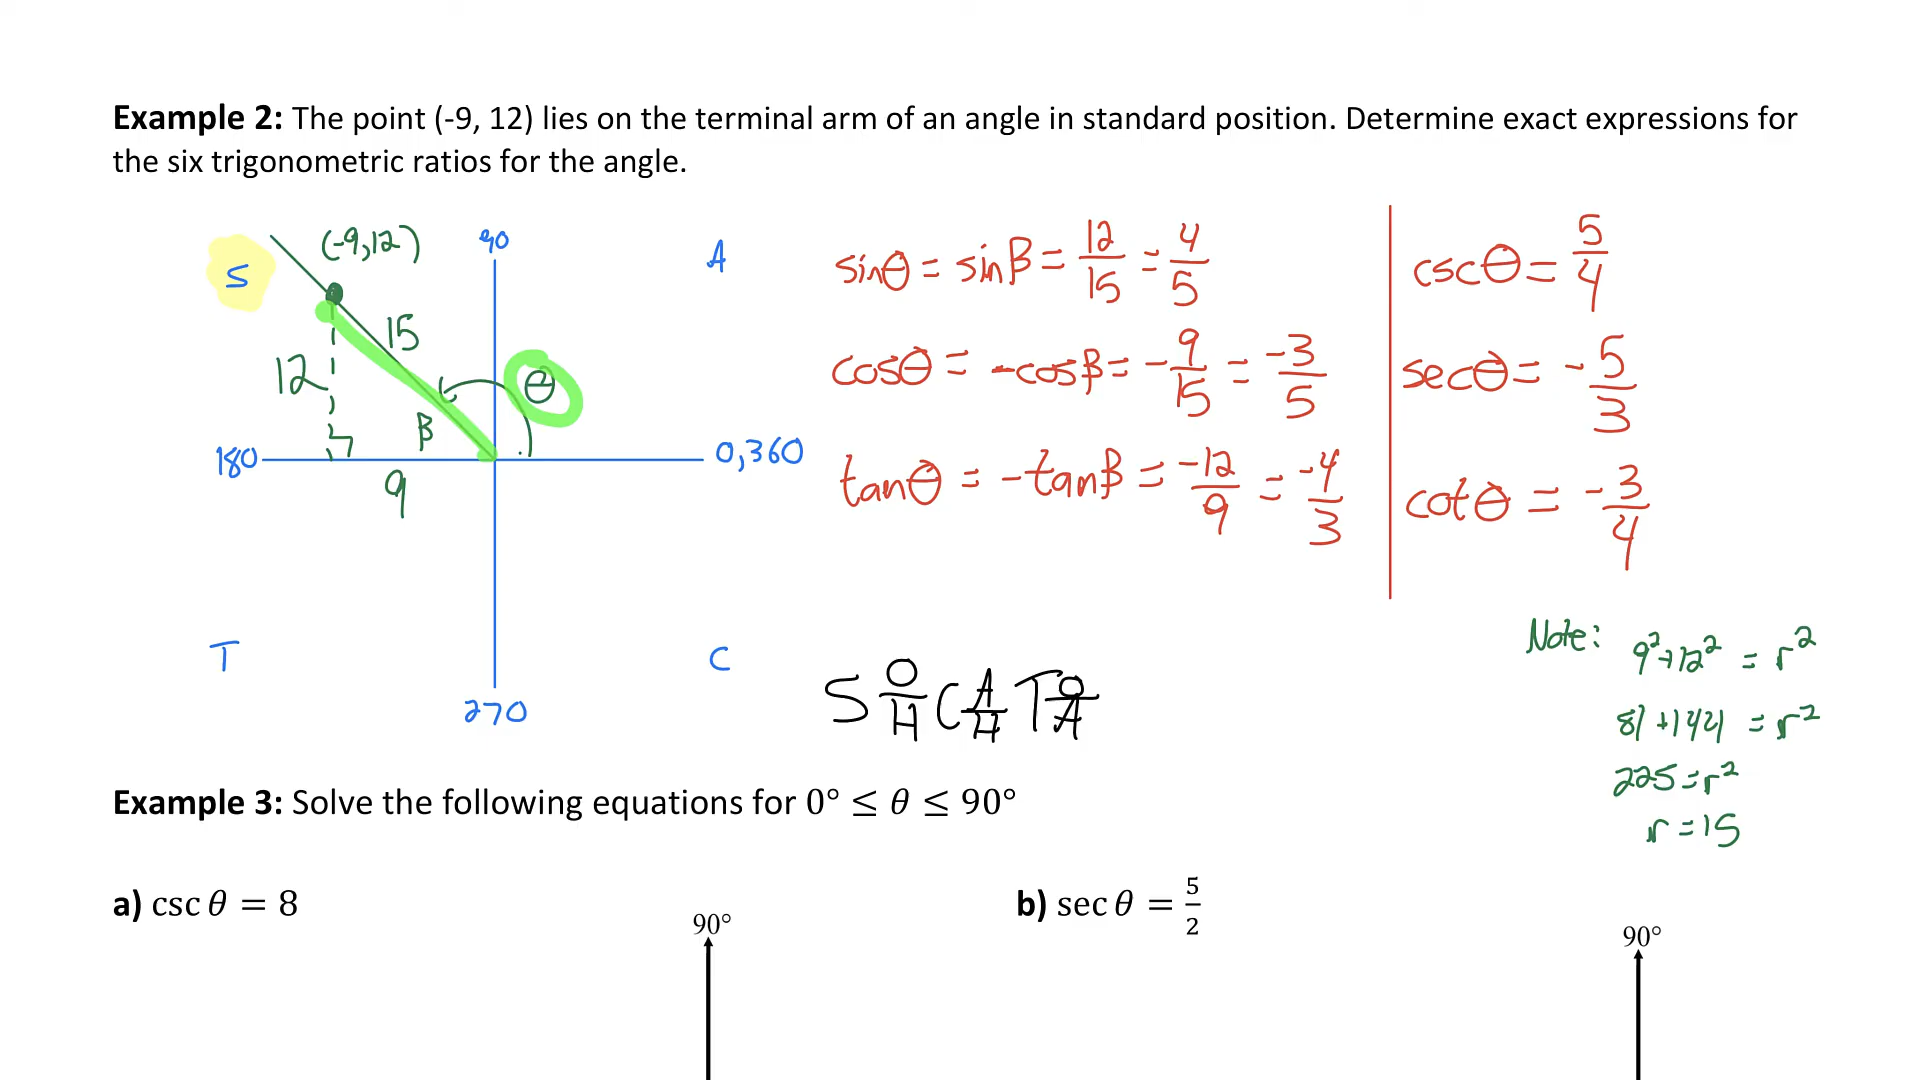 Example 2: The point (-9, 12) lies on the terminal arm of an angle in standard position. Determine exact expressions for
the six trigonometric ratios for the angle.
S
(-9,12)
90
A
15
12
θ
β
180
0,360
9
T
C
270
sinθ = sinβ = 12/15 = 4/5
cosθ = -cosβ = -9/15 = -3/5
tanθ = -tanβ = -12/9 = -4/3
cscθ = 5/4
secθ = -5/3
cotθ = -3/4
S O/H C A/H T O/A
Note: 9²+12² = r²
81+144 = r²
225 = r²
r = 15
Example 3: Solve the following equations for 0° ≤ θ ≤ 90°
a) csc θ = 8
90°
b) sec θ = 5/2
90°